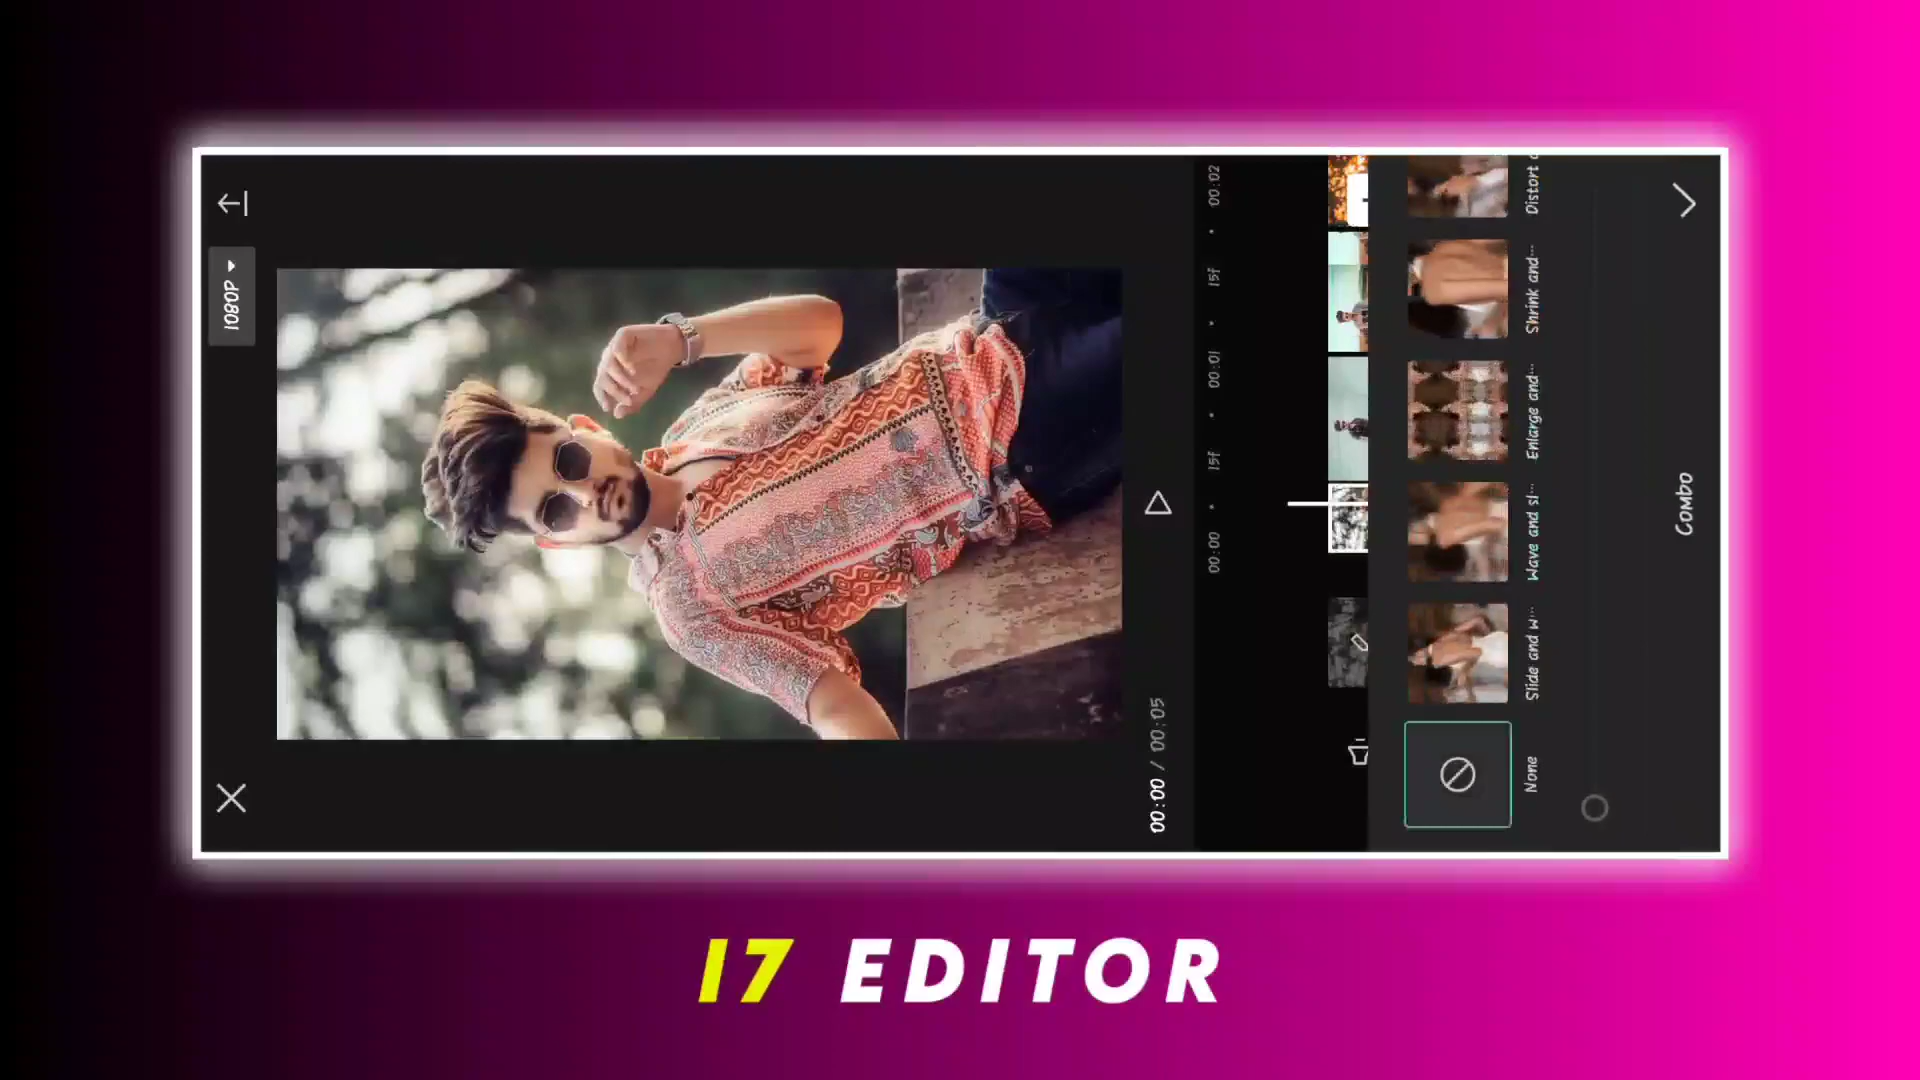 1080P
00:00 / 00:05
00:00 · 15f · 00:01 · 15f · 00:02
None
Slide and w...
Wave and sl...
Enlarge and...
Shrink and...
Distort
Combo
17 EDITOR